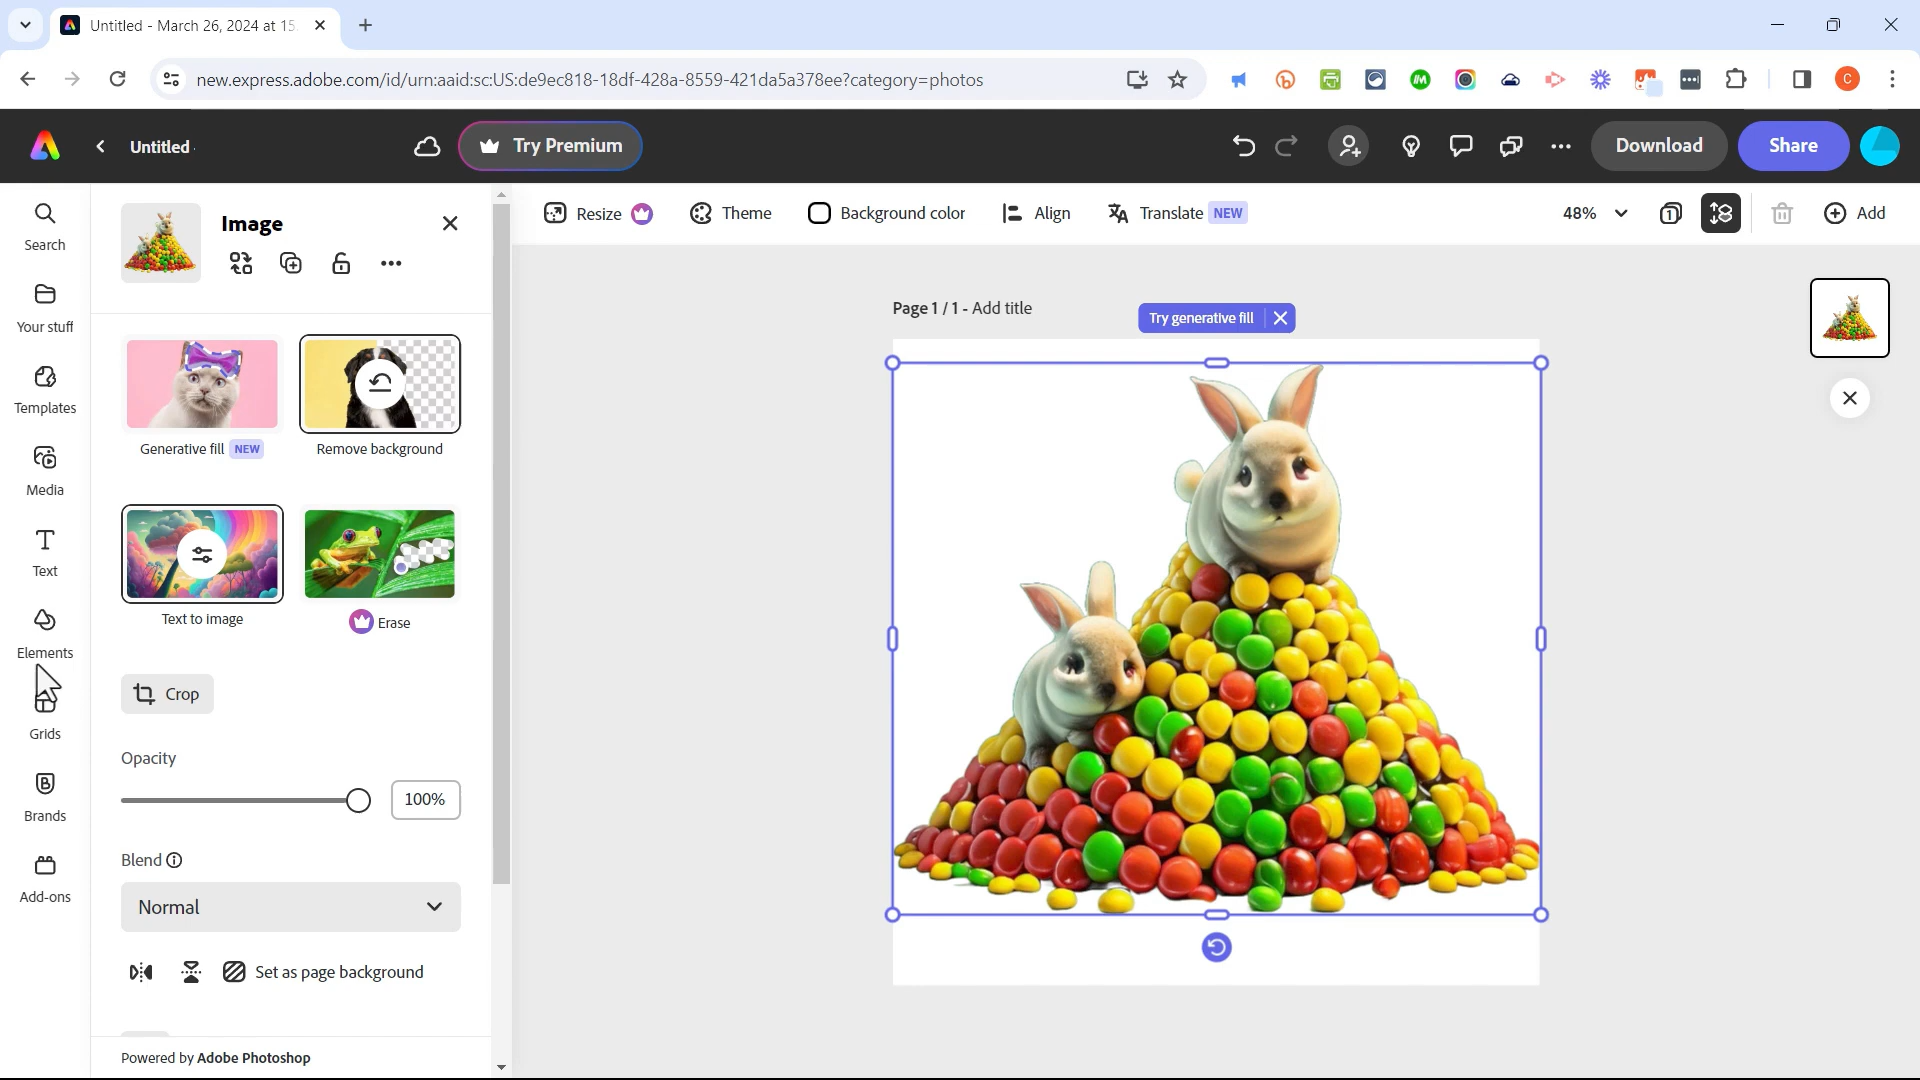 Untitled - March 26, 2024 at 15
new.express.adobe.com/id/urn:aaid:sc:US:de9ec818-18df-428a-8559-421da5a378ee?category=photos
C
Untitled
Try Premium
Download
Share
Search
Your stuff
Templates
Media
Text
Elements
Grids
Brands
Add-ons
Image
Generative fill NEW
Remove background
Text to image
Erase
Crop
Opacity
100%
Blend
Normal
Set as page background
Powered by Adobe Photoshop
Resize
Theme
Background color
Align
Translate NEW
48%
1
Add
Page 1 / 1 - Add title
Try generative fill